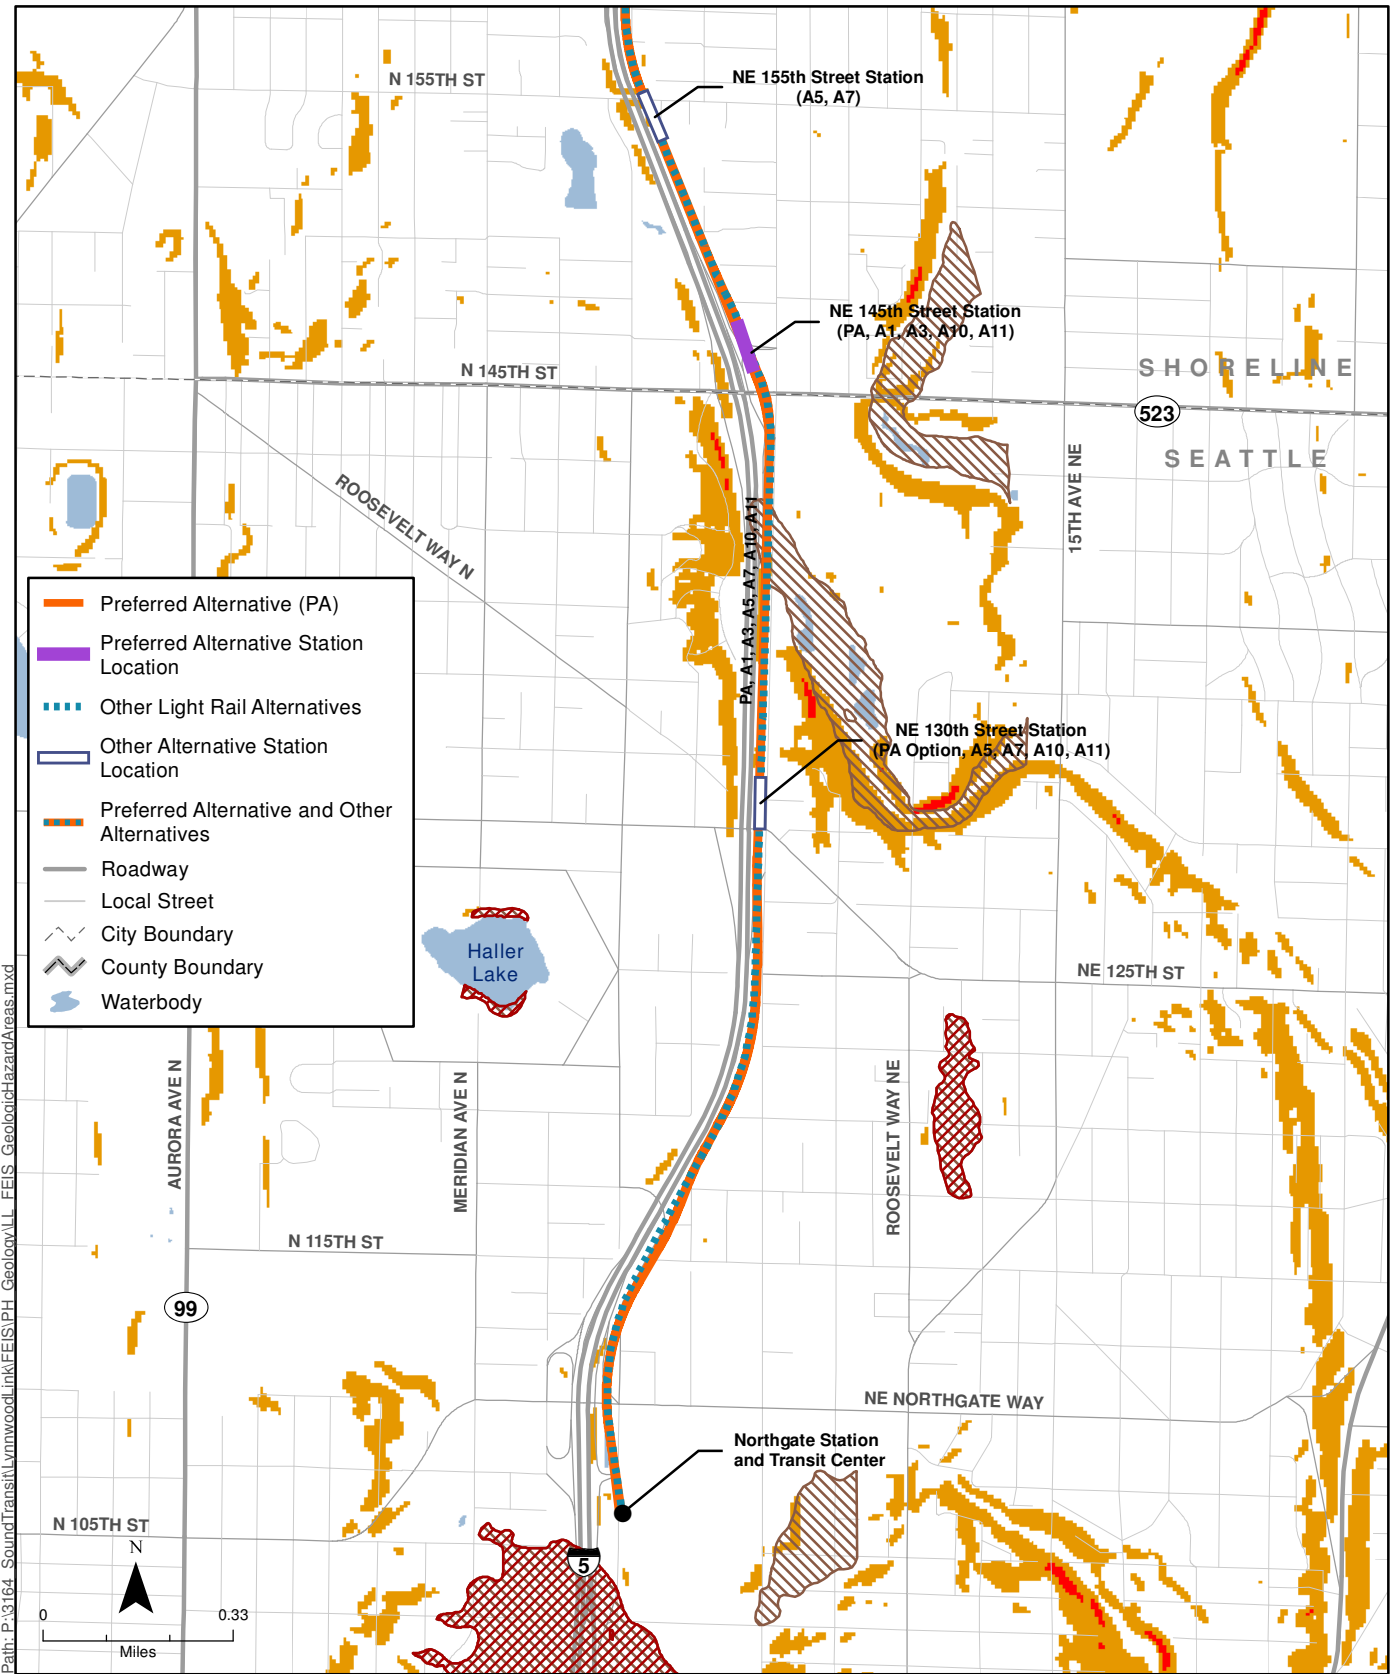 N 155TH ST
NE 155th Street Station
(A5, A7)
NE 145th Street Station
(PA, A1, A3, A10, A11)
SHORELINE
N 145TH ST
523
SEATTLE
15TH AVE NE
ROOSEVELT WAY N
PA, A1, A3, A5, A7, A10, A11
Preferred Alternative (PA)
Preferred Alternative Station
Location
Other Light Rail Alternatives
Other Alternative Station
Location
Preferred Alternative and Other
Alternatives
Roadway
Local Street
City Boundary
County Boundary
Waterbody
NE 130th Street Station
(PA Option, A5, A7, A10, A11)
Haller
Lake
NE 125TH ST
AURORA AVE N
MERIDIAN AVE N
ROOSEVELT WAY NE
N 115TH ST
99
NE NORTHGATE WAY
Northgate Station
and Transit Center
N 105TH ST
N
5
0 0.33
Miles
Path: P:\3164_SoundTransit\LynnwoodLink\FEIS\PH_Geology\LL_FEIS_GeologicHazardAreas.mxd